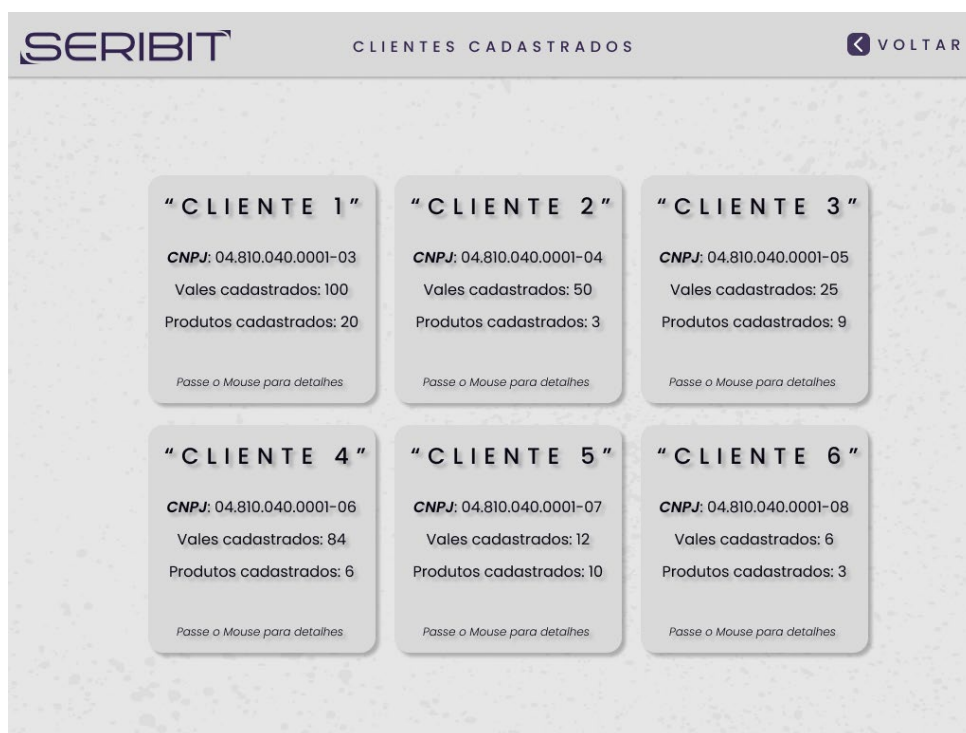 SERIBIT
CLIENTES CADASTRADOS
VOLTAR
“CLIENTE 1”
CNPJ: 04.810.040.0001-03
Vales cadastrados: 100
Produtos cadastrados: 20
Passe o Mouse para detalhes
“CLIENTE 2”
CNPJ: 04.810.040.0001-04
Vales cadastrados: 50
Produtos cadastrados: 3
Passe o Mouse para detalhes
“CLIENTE 3”
CNPJ: 04.810.040.0001-05
Vales cadastrados: 25
Produtos cadastrados: 9
Passe o Mouse para detalhes
“CLIENTE 4”
CNPJ: 04.810.040.0001-06
Vales cadastrados: 84
Produtos cadastrados: 6
Passe o Mouse para detalhes
“CLIENTE 5”
CNPJ: 04.810.040.0001-07
Vales cadastrados: 12
Produtos cadastrados: 10
Passe o Mouse para detalhes
“CLIENTE 6”
CNPJ: 04.810.040.0001-08
Vales cadastrados: 6
Produtos cadastrados: 3
Passe o Mouse para detalhes